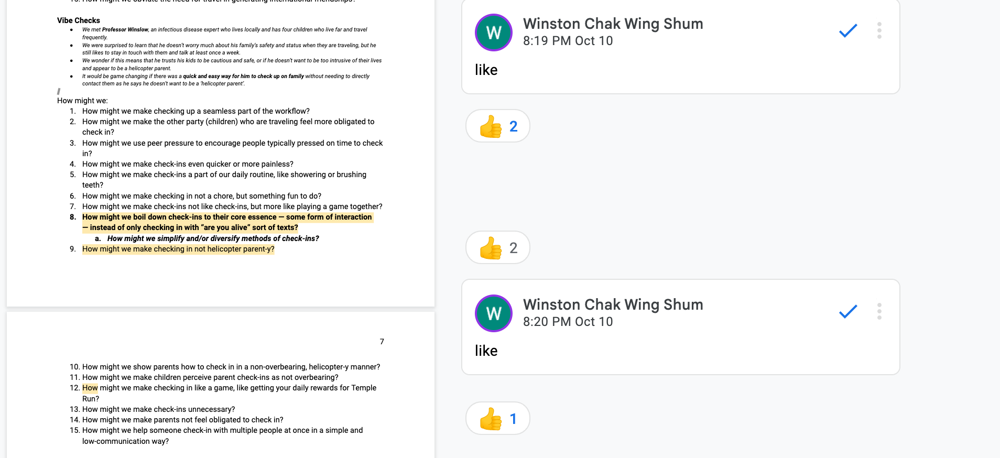 10. How might we obviate the need for travel in generating international friendships?
Vibe Checks
● We met Professor Winslow, an infectious disease expert who lives locally and has four children who live far and travel
frequently.
● We were surprised to learn that he doesn’t worry much about his family’s safety and status when they are traveling, but he
still likes to stay in touch with them and talk at least once a week.
● We wonder if this means that he trusts his kids to be cautious and safe, or if he doesn’t want to be too intrusive of their lives
and appear to be a helicopter parent.
● It would be game changing if there was a quick and easy way for him to check up on family without needing to directly
contact them as he says he doesn’t want to be a ‘helicopter parent’.
How might we:
1. How might we make checking up a seamless part of the workflow?
2. How might we make the other party (children) who are traveling feel more obligated to
check in?
3. How might we use peer pressure to encourage people typically pressed on time to check
in?
4. How might we make check-ins even quicker or more painless?
5. How might we make check-ins a part of our daily routine, like showering or brushing
teeth?
6. How might we make checking in not a chore, but something fun to do?
7. How might we make check-ins not like check-ins, but more like playing a game together?
8. How might we boil down check-ins to their core essence — some form of interaction
— instead of only checking in with “are you alive” sort of texts?
a. How might we simplify and/or diversify methods of check-ins?
9. How might we make checking in not helicopter parent-y?
7
10. How might we show parents how to check in in a non-overbearing, helicopter-y manner?
11. How might we make children perceive parent check-ins as not overbearing?
12. How might we make checking in like a game, like getting your daily rewards for Temple
Run?
13. How might we make check-ins unnecessary?
14. How might we make parents not feel obligated to check in?
15. How might we help someone check-in with multiple people at once in a simple and
low-communication way?
W
Winston Chak Wing Shum
8:19 PM Oct 10
like
👍 2
👍 2
W
Winston Chak Wing Shum
8:20 PM Oct 10
like
👍 1